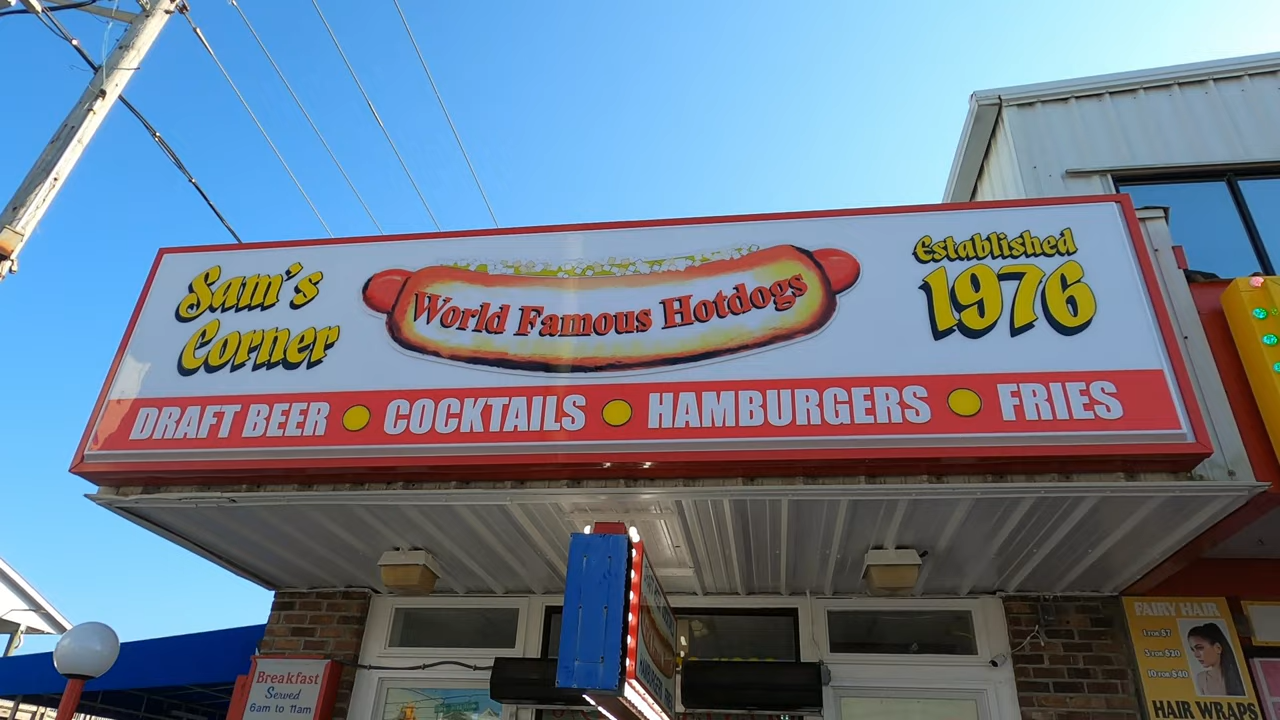 Sam's
Corner
World Famous Hotdogs
Established
1976
DRAFT BEER COCKTAILS HAMBURGERS FRIES
Breakfast
Served
6am to 11am
FAIRY HAIR
1 FOR $7
3 FOR $20
10 FOR $40
HAIR WRAPS